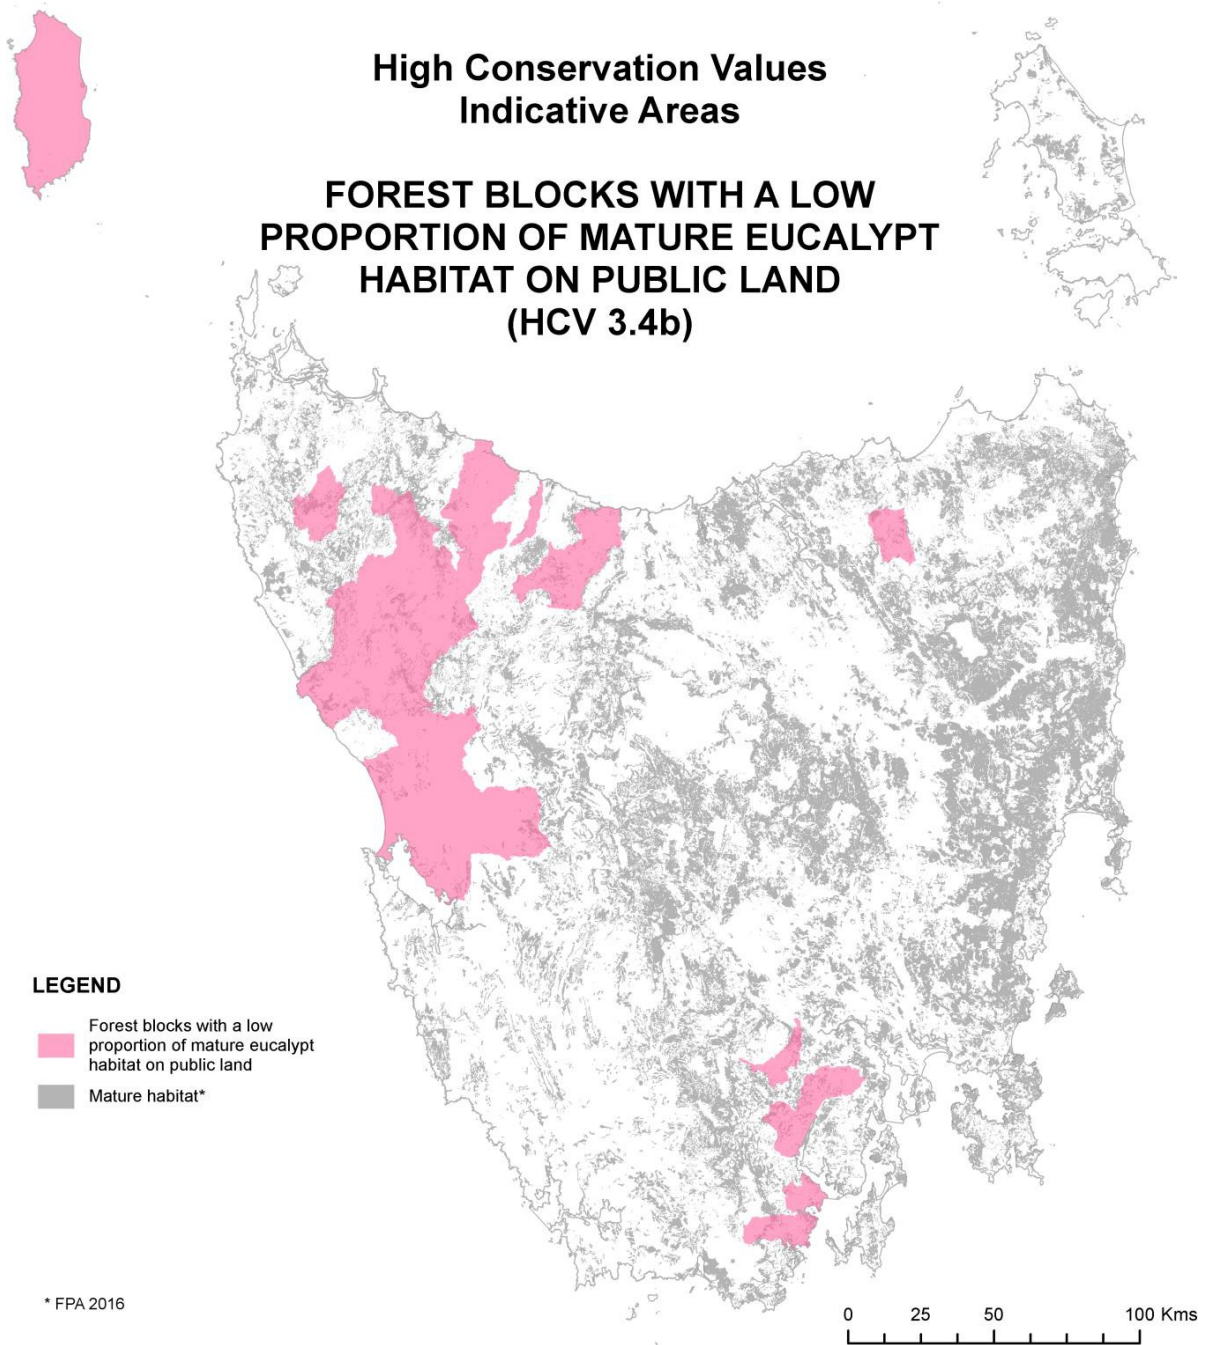 High Conservation Values
Indicative Areas
FOREST BLOCKS WITH A LOW
PROPORTION OF MATURE EUCALYPT
HABITAT ON PUBLIC LAND
(HCV 3.4b)
LEGEND
Forest blocks with a low
proportion of mature eucalypt
habitat on public land
Mature habitat*
* FPA 2016
0 25 50 100 Kms